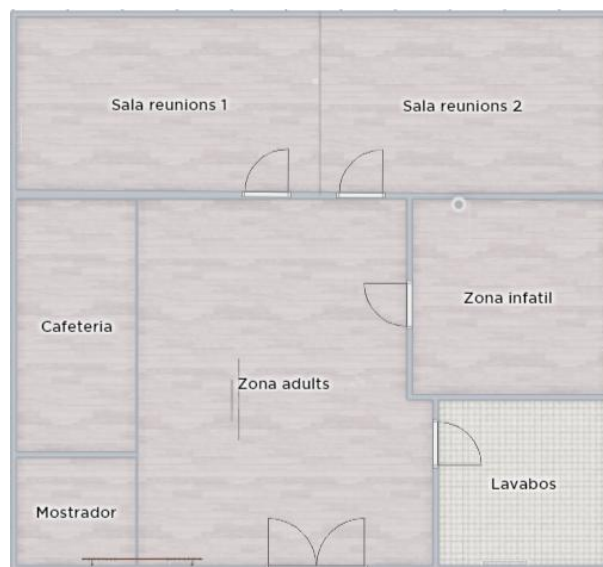 Sala reunions 1
Sala reunions 2
Zona infatil
Cafeteria
Zona adults
Lavabos
Mostrador